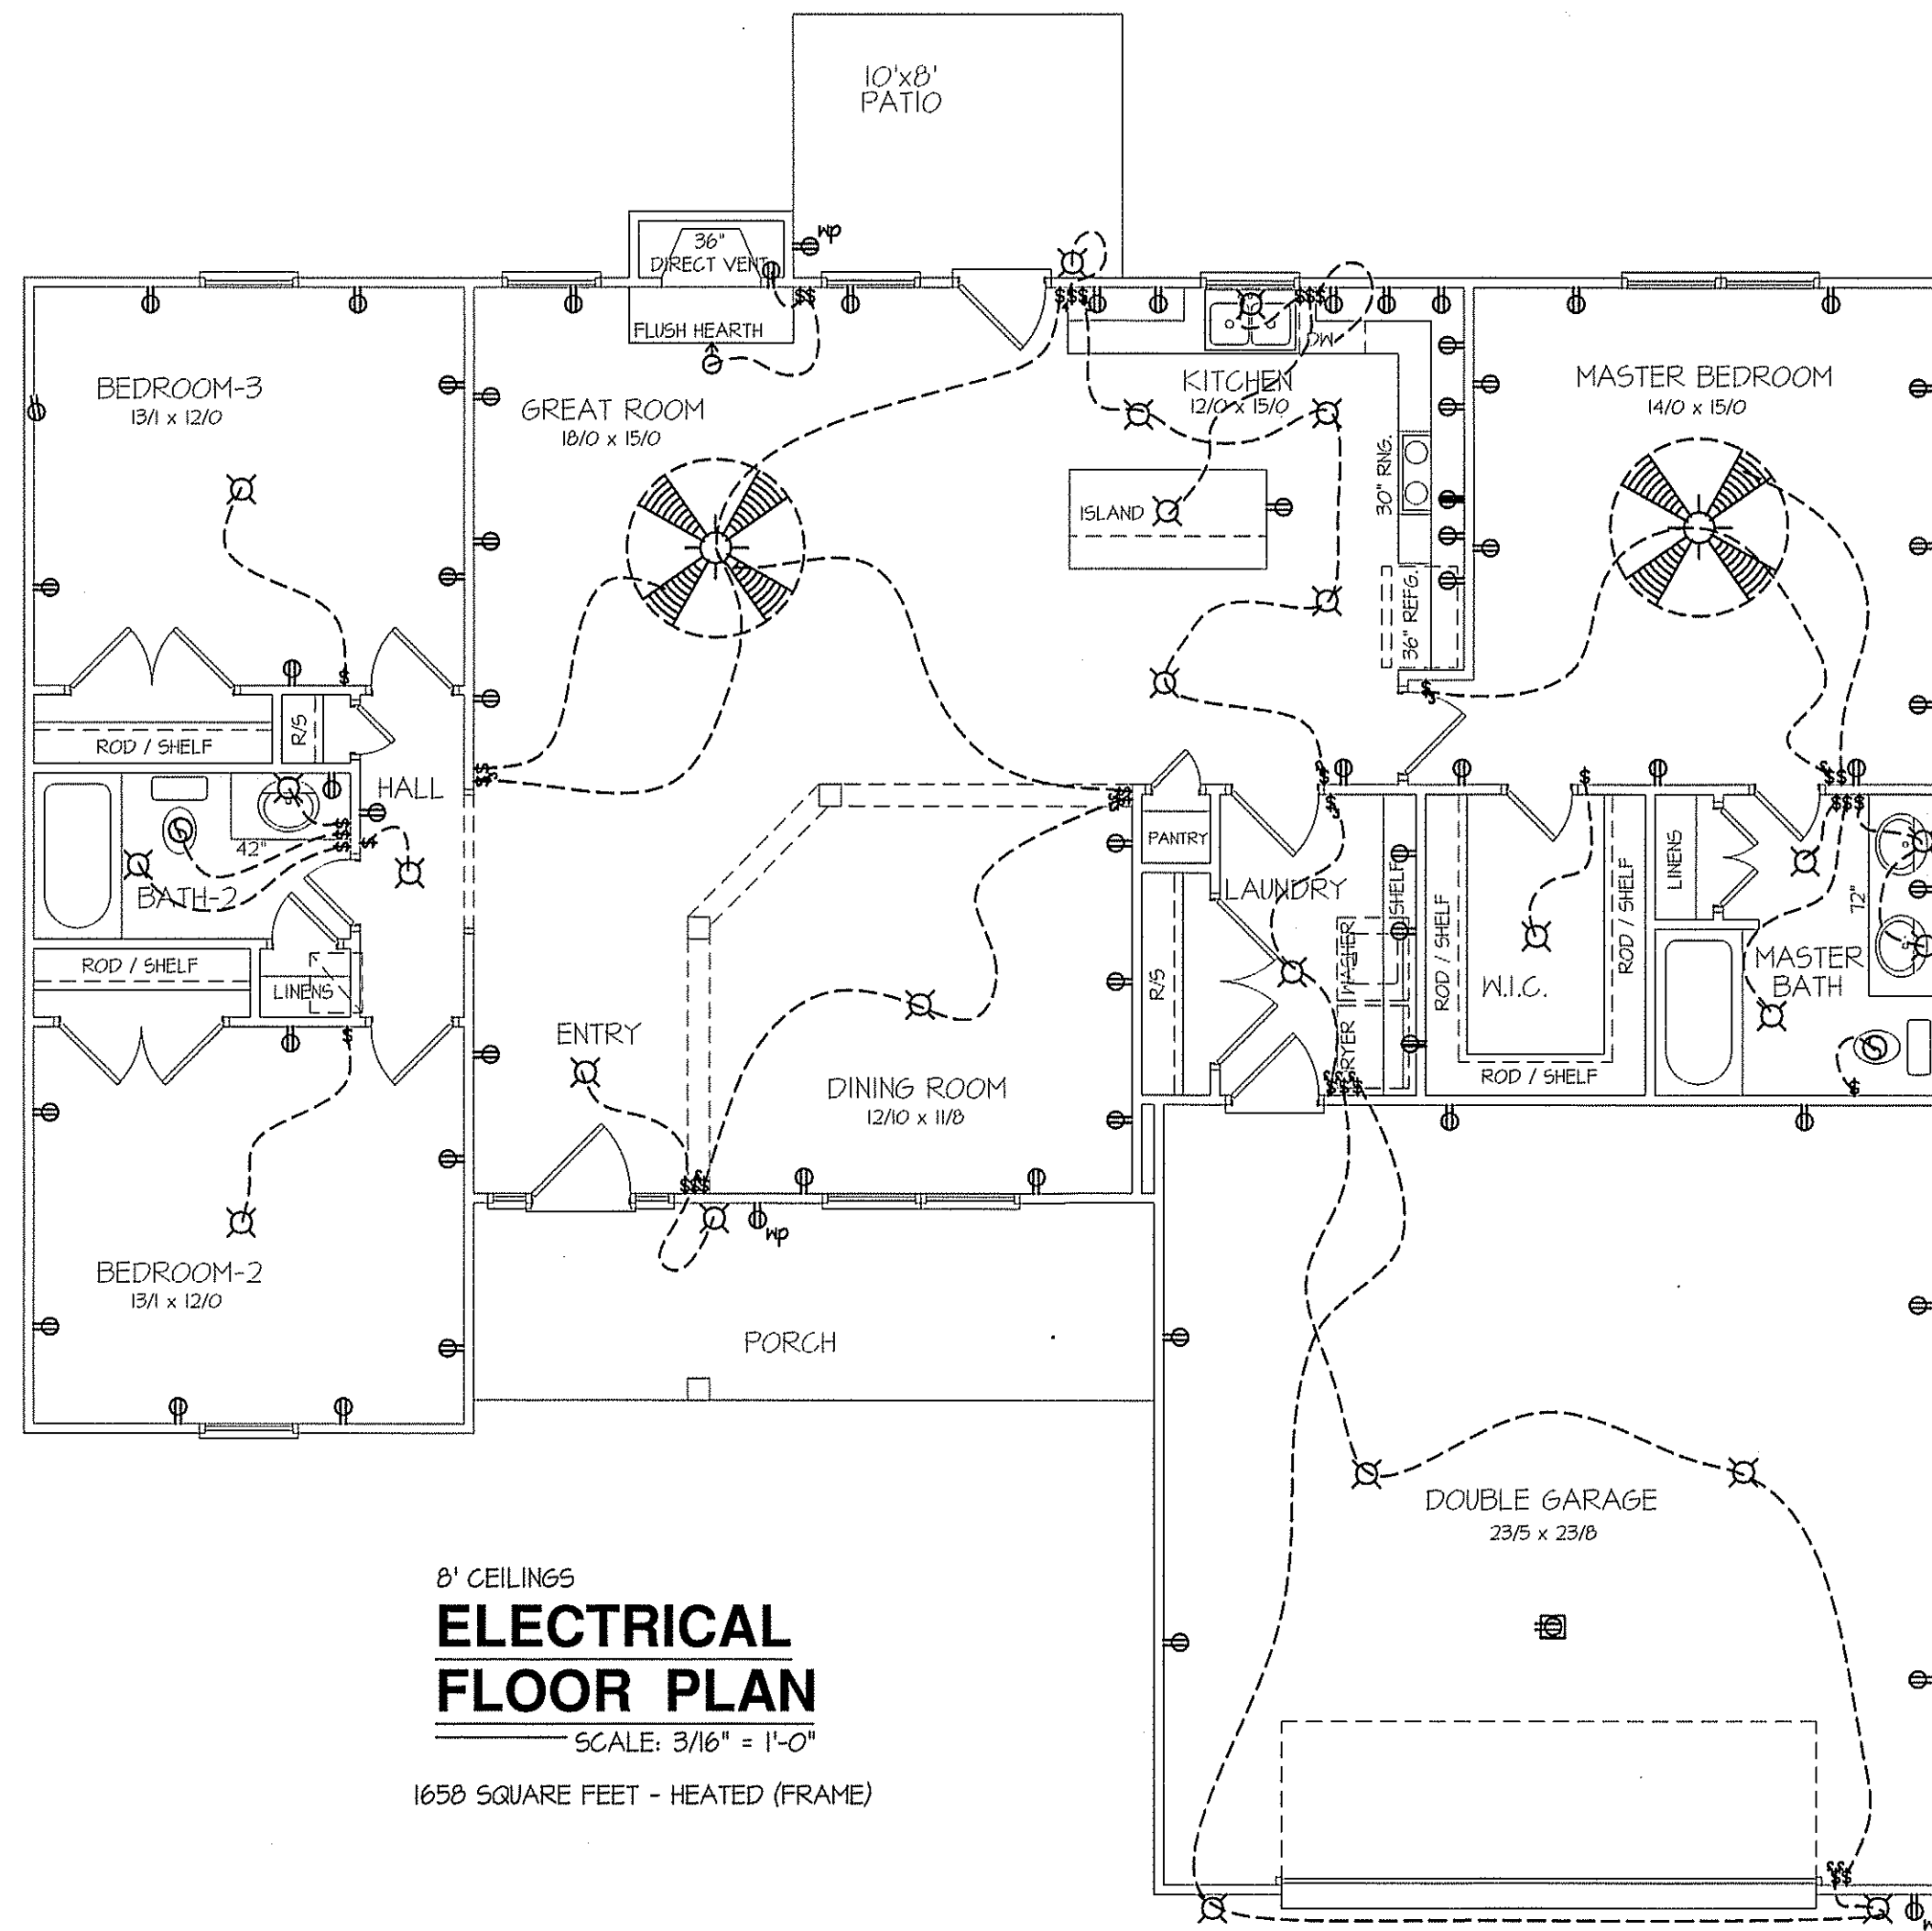 10'x8'
PATIO
36"
DIRECT VENT
FLUSH HEARTH
BEDROOM-3
13/1 x 12/0
GREAT ROOM
18/0 x 15/0
KITCHEN
12/0 x 15/0
DW
ISLAND
30" RNG.
36" REFG.
MASTER BEDROOM
14/0 x 15/0
ROD / SHELF
R/S
HALL
42"
BATH-2
ROD / SHELF
LINENS
PANTRY
LAUNDRY
SHELF
WASHER
DRYER
R/S
ROD / SHELF
W.I.C.
ROD / SHELF
ROD / SHELF
LINENS
72"
MASTER
BATH
ENTRY
DINING ROOM
12/10 x 11/8
BEDROOM-2
13/1 x 12/0
PORCH
DOUBLE GARAGE
23/5 x 23/8
8' CEILINGS
ELECTRICAL
FLOOR PLAN
SCALE: 3/16" = 1'-0"
1658 SQUARE FEET - HEATED (FRAME)